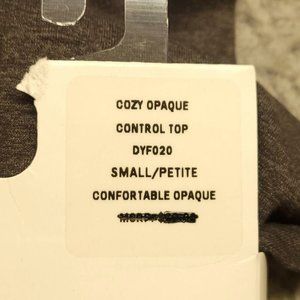 COZY OPAQUE
CONTROL TOP
DYF020
SMALL/PETITE
CONFORTABLE OPAQUE